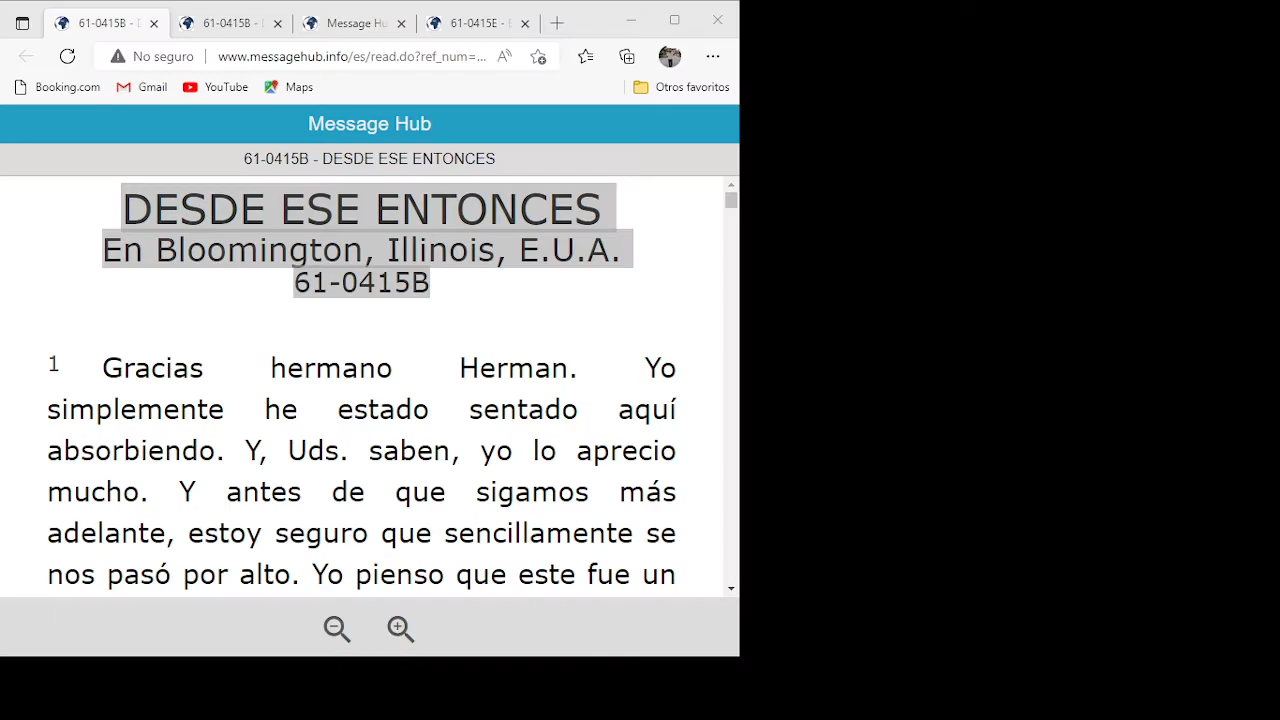 61-0415B - D
61-0415B -
Message Hu
61-0415E - E
No seguro
www.messagehub.info/es/read.do?ref_num=...
Booking.com
Gmail
YouTube
Maps
Otros favoritos
Message Hub
61-0415B - DESDE ESE ENTONCES
DESDE ESE ENTONCES
En Bloomington, Illinois, E.U.A.
61-0415B
1 Gracias hermano Herman. Yo
simplemente he estado sentado aquí
absorbiendo. Y, Uds. saben, yo lo aprecio
mucho. Y antes de que sigamos más
adelante, estoy seguro que sencillamente se
nos pasó por alto. Yo pienso que este fue un